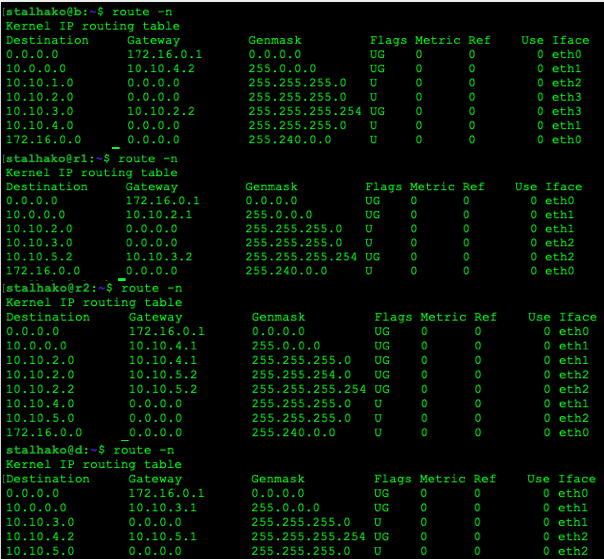 [stalhako@b:~$ route -n
Kernel IP routing table
Destination Gateway Genmask Flags Metric Ref Use Iface
0.0.0.0 172.16.0.1 0.0.0.0 UG 0 0 0 eth0
10.0.0.0 10.10.4.2 255.0.0.0 UG 0 0 0 eth1
10.10.1.0 0.0.0.0 255.255.255.0 U 0 0 0 eth2
10.10.2.0 0.0.0.0 255.255.255.0 U 0 0 0 eth3
10.10.3.0 10.10.2.2 255.255.255.254 UG 0 0 0 eth3
10.10.4.0 0.0.0.0 255.255.255.0 U 0 0 0 eth1
172.16.0.0 0.0.0.0 255.240.0.0 U 0 0 0 eth0
[stalhako@r1:~$ route -n
Kernel IP routing table
Destination Gateway Genmask Flags Metric Ref Use Iface
0.0.0.0 172.16.0.1 0.0.0.0 UG 0 0 0 eth0
10.0.0.0 10.10.2.1 255.0.0.0 UG 0 0 0 eth1
10.10.2.0 0.0.0.0 255.255.255.0 U 0 0 0 eth1
10.10.3.0 0.0.0.0 255.255.255.0 U 0 0 0 eth2
10.10.5.2 10.10.3.2 255.255.255.254 UG 0 0 0 eth2
172.16.0.0 0.0.0.0 255.240.0.0 U 0 0 0 eth0
[stalhako@r2:~$ route -n
Kernel IP routing table
Destination Gateway Genmask Flags Metric Ref Use Iface
0.0.0.0 172.16.0.1 0.0.0.0 UG 0 0 0 eth0
10.0.0.0 10.10.4.1 255.0.0.0 UG 0 0 0 eth1
10.10.2.0 10.10.4.1 255.255.255.0 UG 0 0 0 eth1
10.10.2.0 10.10.5.2 255.255.254.0 UG 0 0 0 eth2
10.10.2.2 10.10.5.2 255.255.255.254 UG 0 0 0 eth2
10.10.4.0 0.0.0.0 255.255.255.0 U 0 0 0 eth1
10.10.5.0 0.0.0.0 255.255.255.0 U 0 0 0 eth2
172.16.0.0 0.0.0.0 255.240.0.0 U 0 0 0 eth0
stalhako@d:~$ route -n
Kernel IP routing table
Destination Gateway Genmask Flags Metric Ref Use Iface
0.0.0.0 172.16.0.1 0.0.0.0 UG 0 0 0 eth0
10.0.0.0 10.10.3.1 255.0.0.0 UG 0 0 0 eth1
10.10.3.0 0.0.0.0 255.255.255.0 U 0 0 0 eth1
10.10.4.2 10.10.5.1 255.255.255.254 UG 0 0 0 eth2
10.10.5.0 0.0.0.0 255.255.255.0 U 0 0 0 eth2